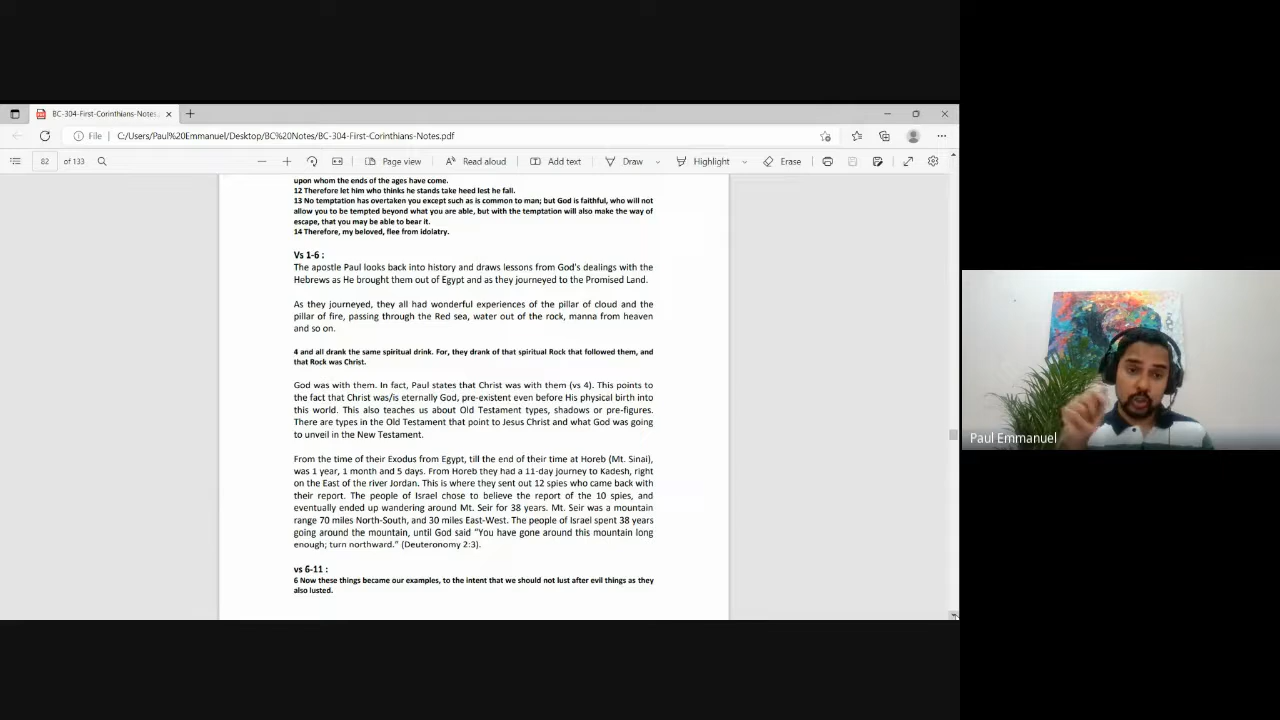 BC-304-First-Corinthians-Notes.
File
C:/Users/Paul%20Emmanuel/Desktop/BC%20Notes/BC-304-First-Corinthians-Notes.pdf
82 of 133
Page view
Read aloud
Add text
Draw
Highlight
Erase
upon whom the ends of the ages have come.
12 Therefore let him who thinks he stands take heed lest he fall.
13 No temptation has overtaken you except such as is common to man; but God is faithful, who will not
allow you to be tempted beyond what you are able, but with the temptation will also make the way of
escape, that you may be able to bear it.
14 Therefore, my beloved, flee from idolatry.
Vs 1-6 :
The apostle Paul looks back into history and draws lessons from God's dealings with the
Hebrews as He brought them out of Egypt and as they journeyed to the Promised Land.
As they journeyed, they all had wonderful experiences of the pillar of cloud and the
pillar of fire, passing through the Red sea, water out of the rock, manna from heaven
and so on.
4 and all drank the same spiritual drink. For, they drank of that spiritual Rock that followed them, and
that Rock was Christ.
God was with them. In fact, Paul states that Christ was with them (vs 4). This points to
the fact that Christ was/is eternally God, pre-existent even before His physical birth into
this world. This also teaches us about Old Testament types, shadows or pre-figures.
There are types in the Old Testament that point to Jesus Christ and what God was going
to unveil in the New Testament.
From the time of their Exodus from Egypt, till the end of their time at Horeb (Mt. Sinai),
was 1 year, 1 month and 5 days. From Horeb they had a 11-day journey to Kadesh, right
on the East of the river Jordan. This is where they sent out 12 spies who came back with
their report. The people of Israel chose to believe the report of the 10 spies, and
eventually ended up wandering around Mt. Seir for 38 years. Mt. Seir was a mountain
range 70 miles North-South, and 30 miles East-West. The people of Israel spent 38 years
going around the mountain, until God said "You have gone around this mountain long
enough; turn northward." (Deuteronomy 2:3).
vs 6-11 :
6 Now these things became our examples, to the intent that we should not lust after evil things as they
also lusted.
Paul Emmanuel